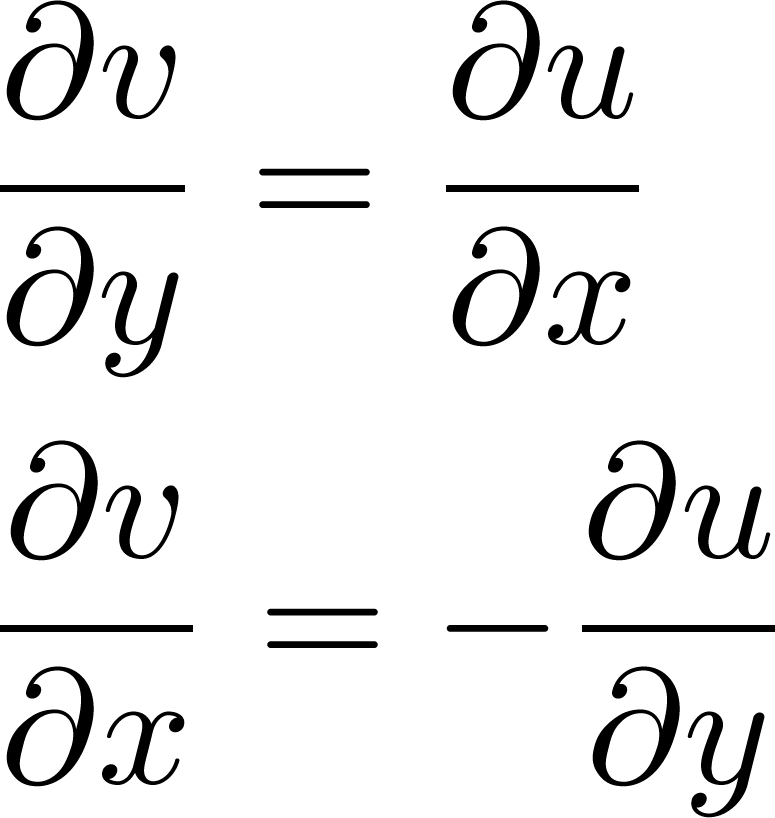 ∂v/∂y = ∂u/∂x
∂v/∂x = −∂u/∂y